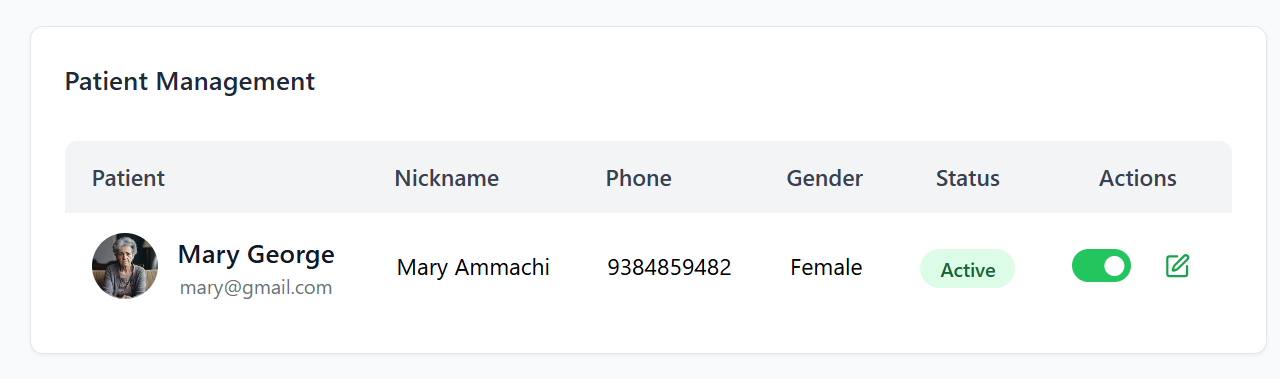 Patient Management
Patient Nickname Phone Gender Status Actions
Mary George
mary@gmail.com
Mary Ammachi 9384859482 Female Active